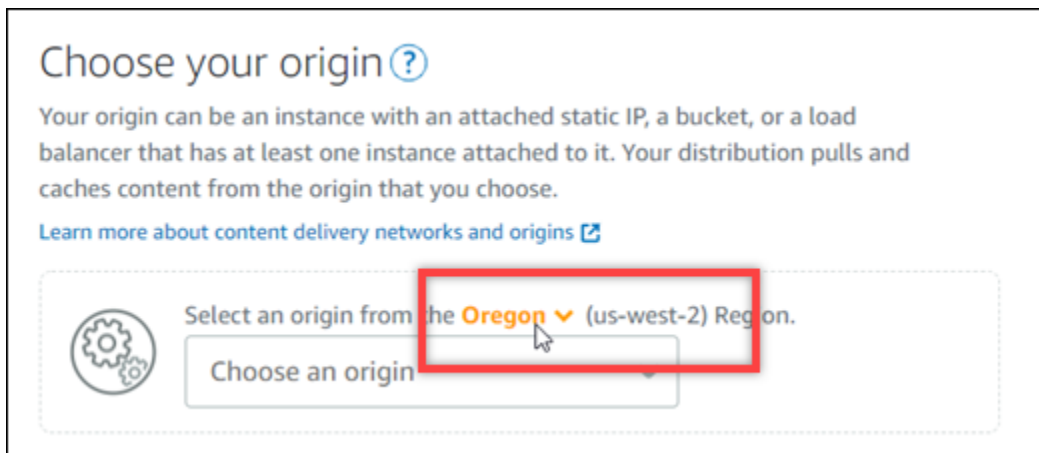 Choose your origin ?
Your origin can be an instance with an attached static IP, a bucket, or a load
balancer that has at least one instance attached to it. Your distribution pulls and
caches content from the origin that you choose.
Learn more about content delivery networks and origins
Select an origin from the Oregon (us-west-2) Region.
Choose an origin